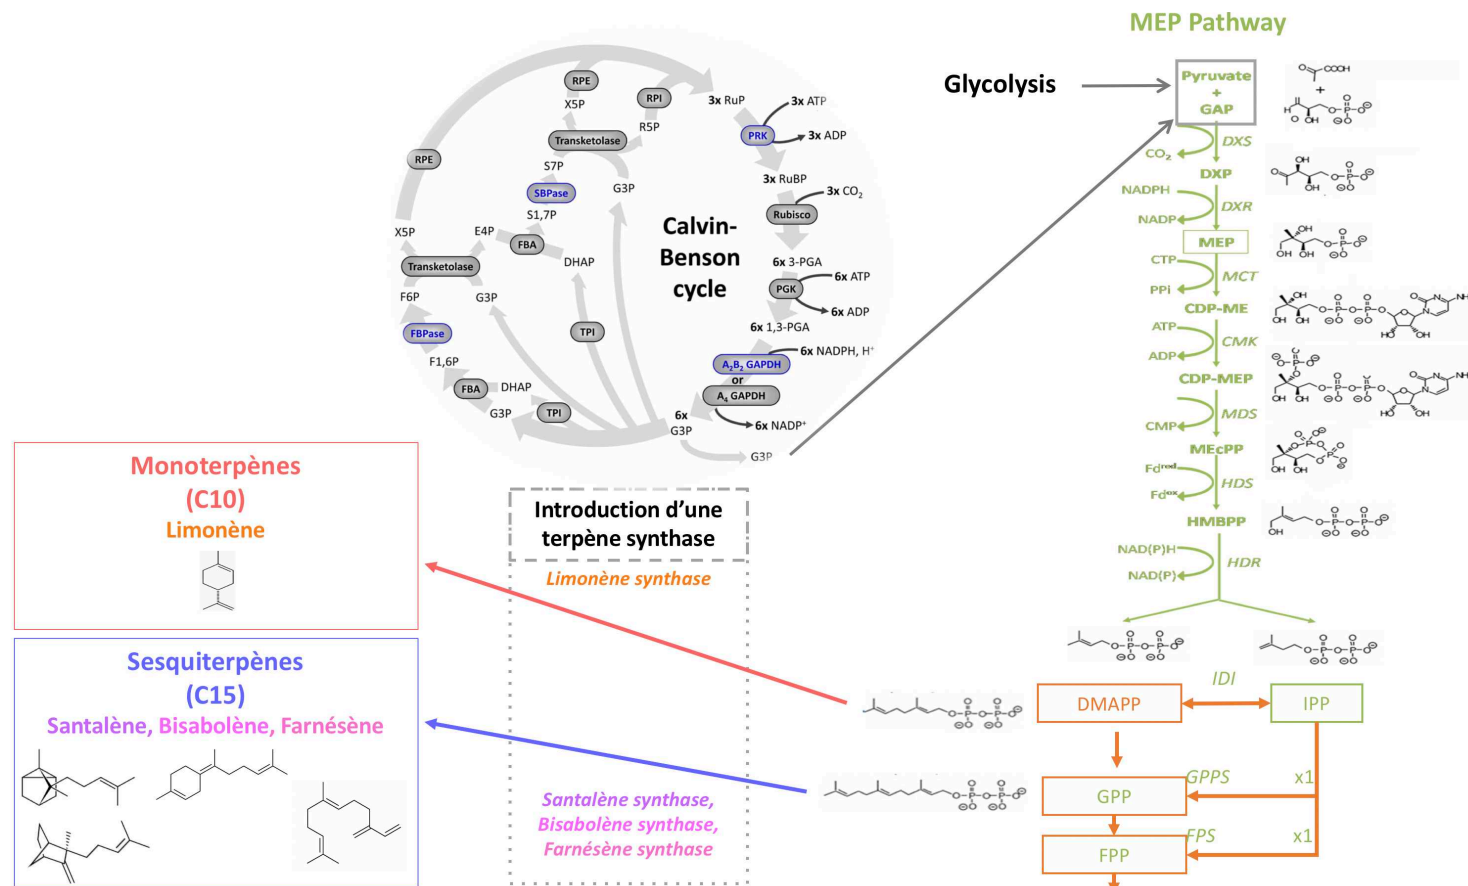 MEP Pathway
Glycolysis
Pyruvate
+
GAP
DXS
CO₂
DXP
NADPH
DXR
NADP
MEP
CTP
MCT
PPi
CDP-ME
ATP
CMK
ADP
CDP-MEP
MDS
CMP
MEcPP
Fd^red
HDS
Fd^ox
HMBPP
NAD(P)H
HDR
NAD(P)
IDI
DMAPP
IPP
GPPS
x1
GPP
FPS
x1
FPP
Calvin-
Benson
cycle
RPE
X5P
RPI
R5P
Transketolase
S7P
G3P
SBPase
S1,7P
FBA
E4P
DHAP
RPE
X5P
Transketolase
F6P
G3P
FBPase
F1,6P
FBA
DHAP
G3P
TPI
TPI
3x RuP
3x ATP
PRK
3x ADP
3x RuBP
3x CO₂
Rubisco
6x 3-PGA
6x ATP
PGK
6x ADP
6x 1,3-PGA
6x NADPH, H⁺
A₂B₂ GAPDH
or
A₄ GAPDH
6x NADP⁺
6x
G3P
G3P
Introduction d’une
terpène synthase
Limonène synthase
Santalène synthase,
Bisabolène synthase,
Farnésène synthase
Monoterpènes
(C10)
Limonène
Sesquiterpènes
(C15)
Santalène, Bisabolène, Farnésène